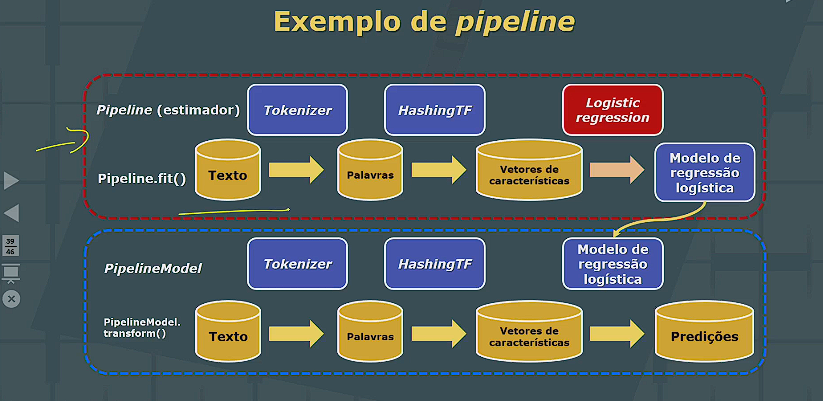 Exemplo de pipeline
Pipeline (estimador)
Tokenizer
HashingTF
Logistic
regression
Pipeline.fit()
Texto
Palavras
Vetores de
características
Modelo de
regressão
logística
PipelineModel
Tokenizer
HashingTF
Modelo de
regressão
logística
PipelineModel.
transform()
Texto
Palavras
Vetores de
características
Predições
39
46